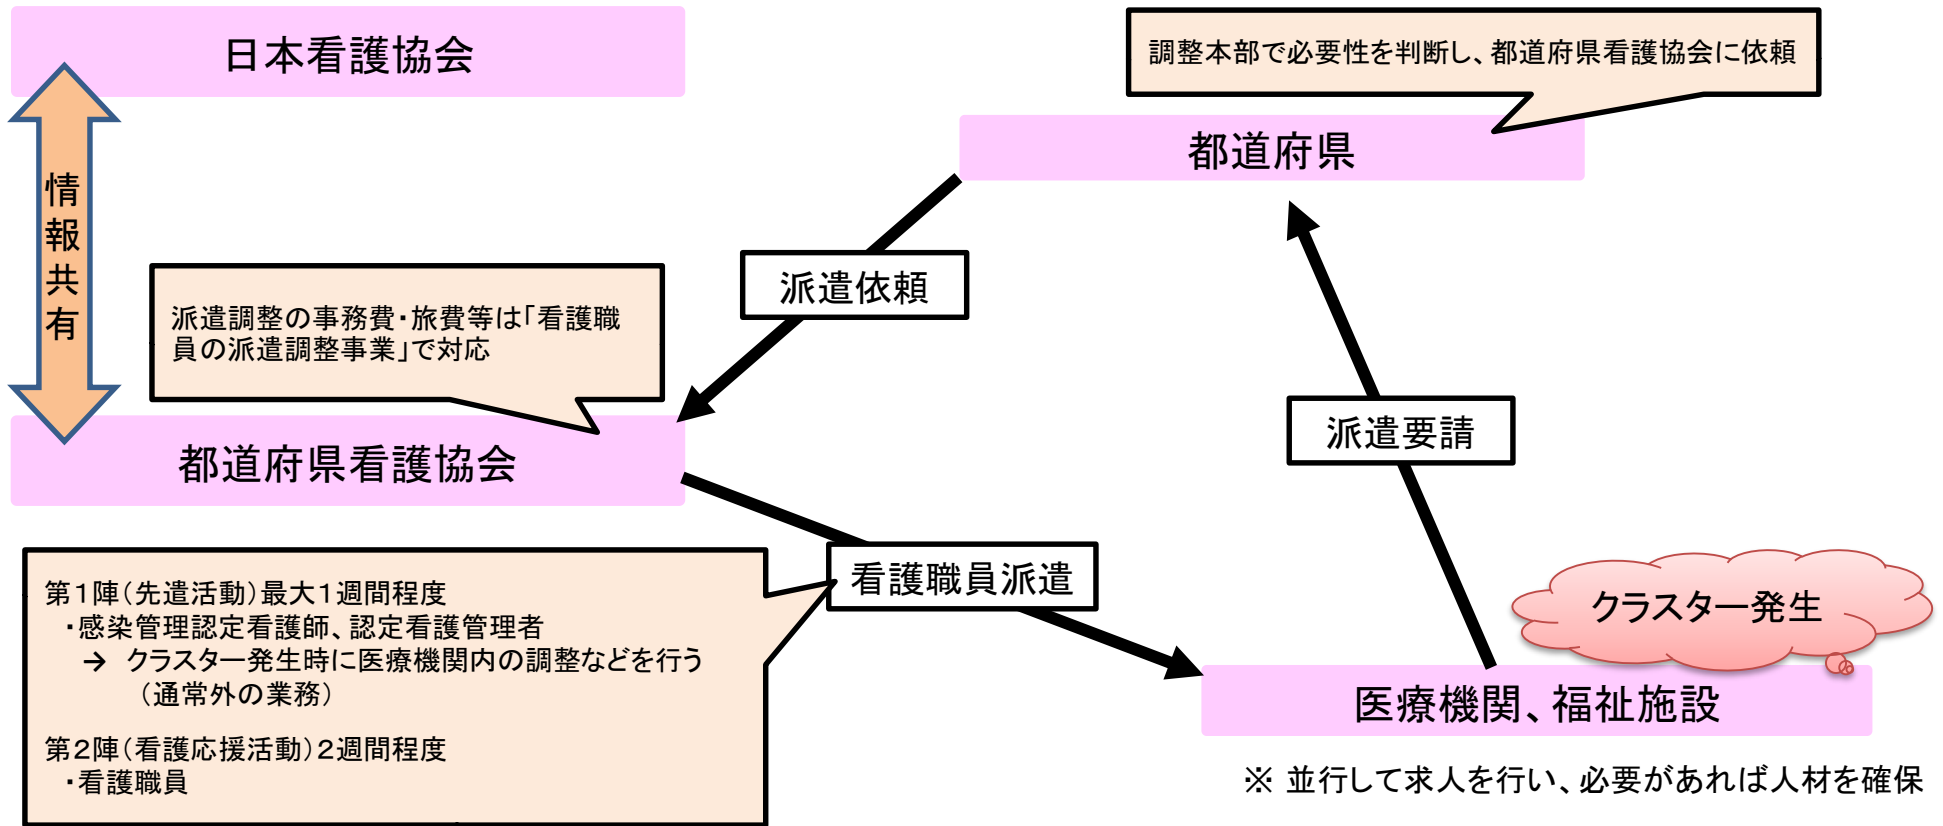 日本看護協会
調整本部で必要性を判断し、都道府県看護協会に依頼
都道府県
情
報
共
有
派遣依頼
派遣調整の事務費・旅費等は「看護職
員の派遣調整事業」で対応
派遣要請
都道府県看護協会
看護職員派遣
クラスター発生
第１陣（先遣活動）最大１週間程度
・感染管理認定看護師、認定看護管理者
→ クラスター発生時に医療機関内の調整などを行う
（通常外の業務）
第２陣（看護応援活動）２週間程度
・看護職員
医療機関、福祉施設
※ 並行して求人を行い、必要があれば人材を確保